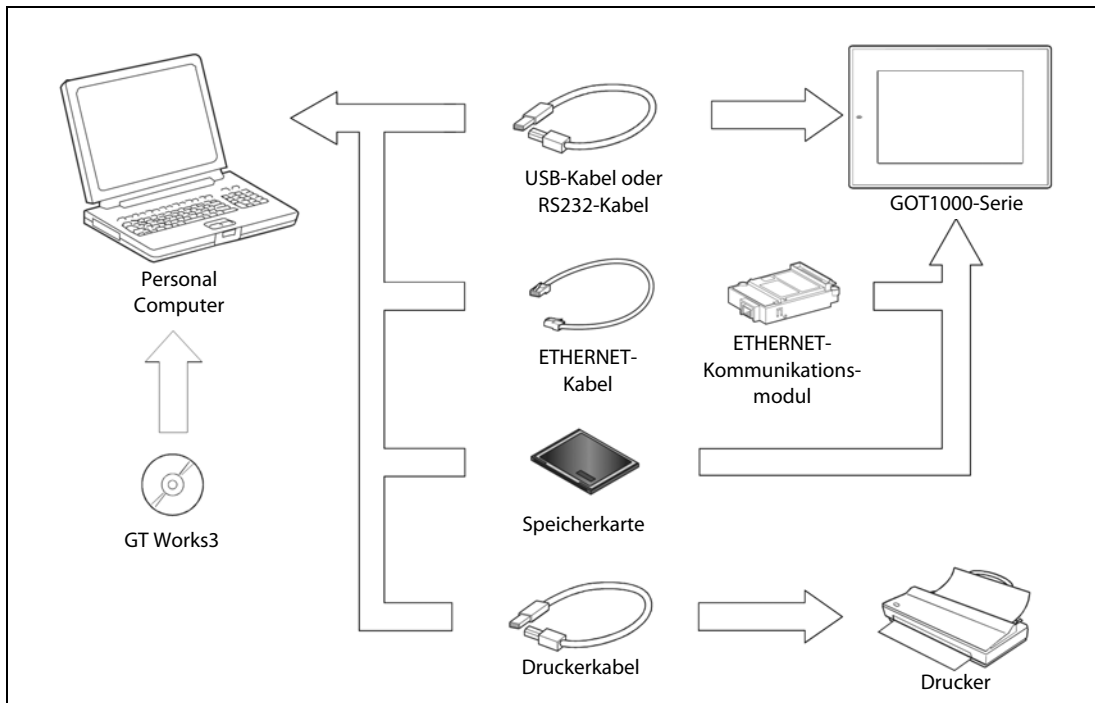 USB-Kabel oder
RS232-Kabel
GOT1000-Serie
Personal
Computer
ETHERNET-
Kabel
ETHERNET-
Kommunikations-
modul
GT Works3
Speicherkarte
Druckerkabel
Drucker